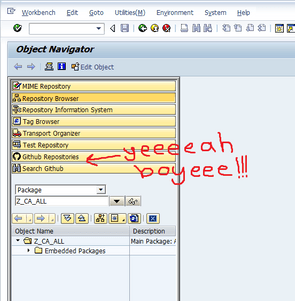 Workbench Edit Goto Utilities(M) Environment System Help
Object Navigator
Edit Object
MIME Repository
Repository Browser
Repository Information System
Tag Browser
Transport Organizer
Test Repository
Github Repositories
Search Github
yeeeeah
boyeee!!!
Package
Z_CA_ALL
Object Name Description
Z_CA_ALL Main Package: A
Embedded Packages